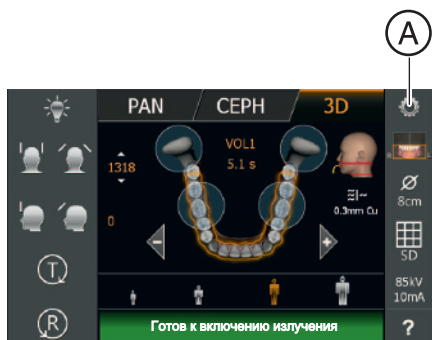 A
PAN
CEPH
3D
VOL1
5.1 s
1318
0
0.3mm Cu
8cm
SD
85kV
10mA
T
R
Готов к включению излучения
?